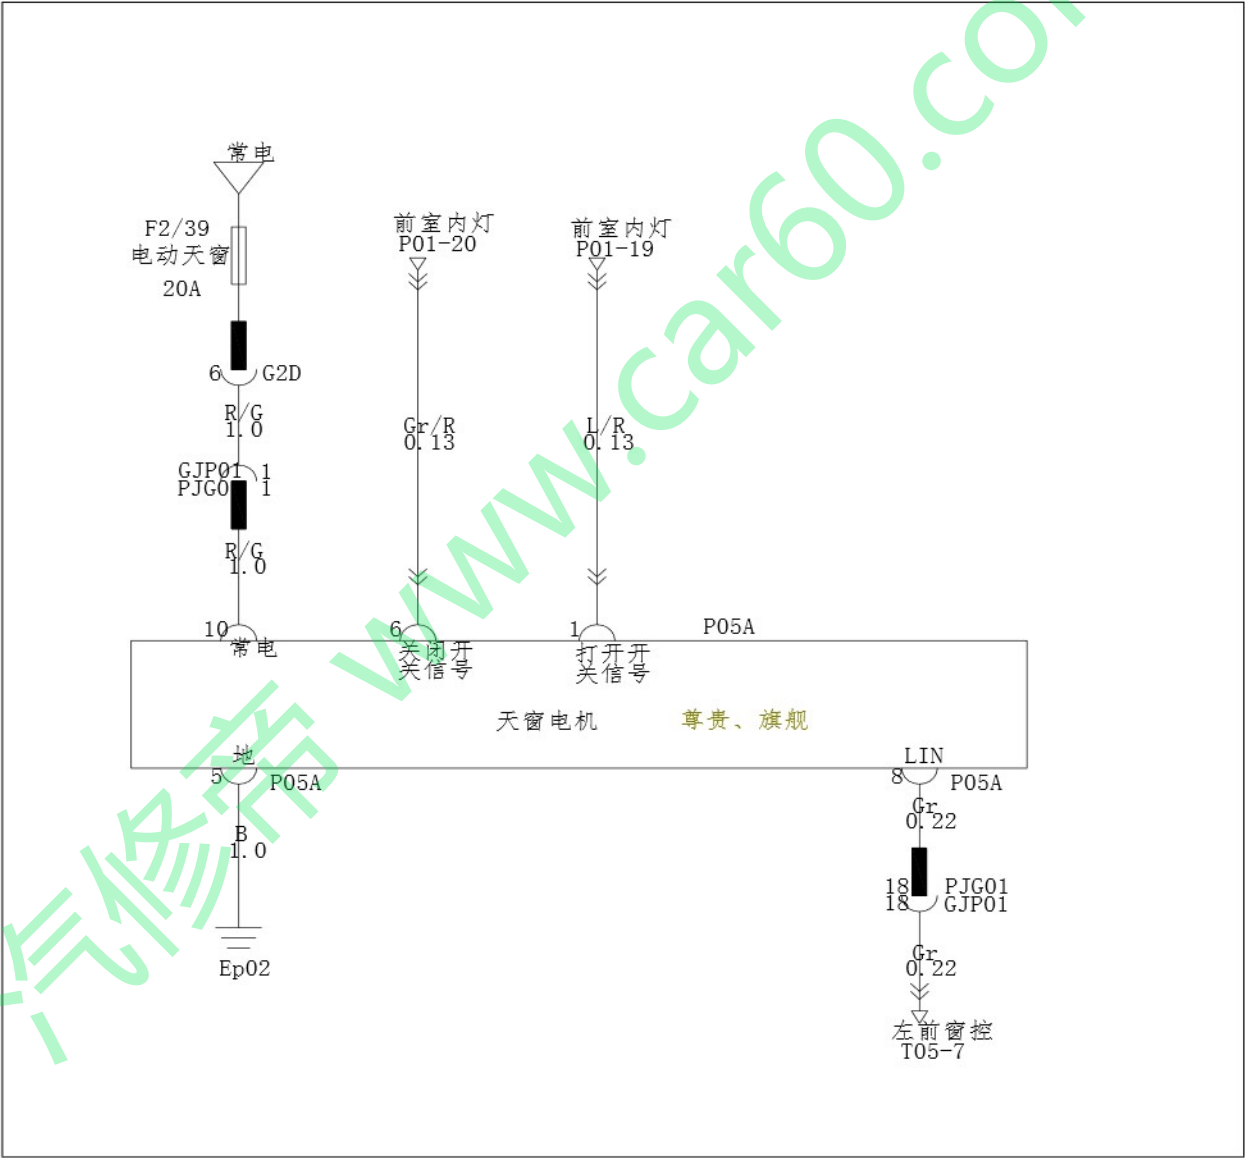 常电
F2/39
电动天窗
20A
前室内灯
P01-20
前室内灯
P01-19
6 G2D
R/G
1.0
Gr/R
0.13
L/R
0.13
GJP01 1
PJG0 1
R/G
1.0
10
常电
6
关闭开
关信号
1
打开开
关信号
P05A
天窗电机
尊贵、旗舰
地
5 P05A
LIN
8 P05A
B
1.0
Gr
0.22
18 PJG01
18 GJP01
Gr
0.22
Ep02
左前窗控
T05-7
汽修帝 www.car60.co